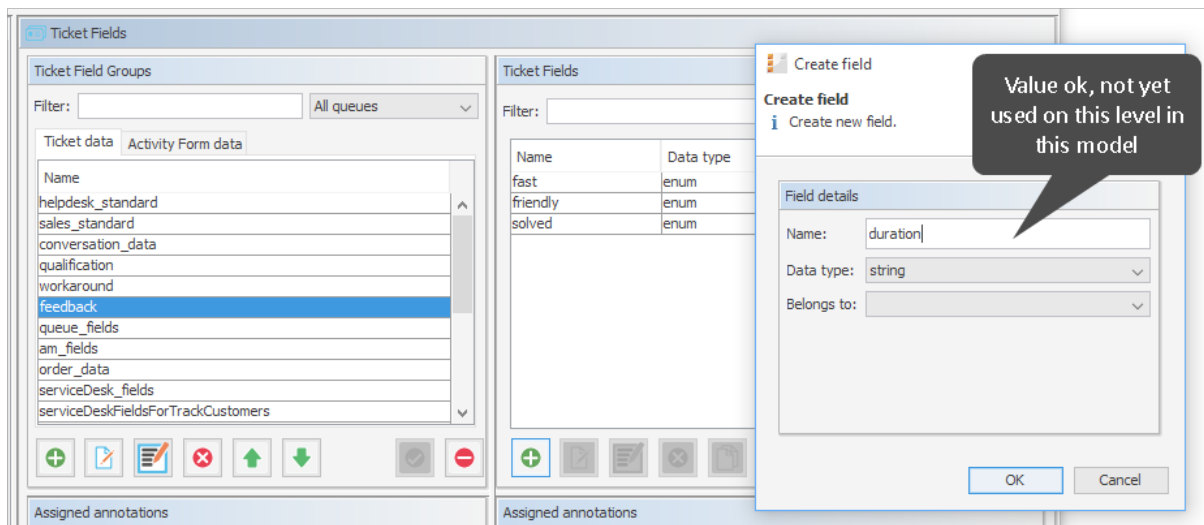 Ticket Fields
Ticket Field Groups
Filter:
All queues
Ticket data
Activity Form data
Name
helpdesk_standard
sales_standard
conversation_data
qualification
workaround
feedback
queue_fields
am_fields
order_data
serviceDesk_fields
serviceDeskFieldsForTrackCustomers
Assigned annotations
Ticket Fields
Filter:
Name Data type
fast enum
friendly enum
solved enum
Assigned annotations
Create field
Create field
Create new field.
Value ok, not yet
used on this level in
this model
Field details
Name: duration
Data type: string
Belongs to:
OK Cancel